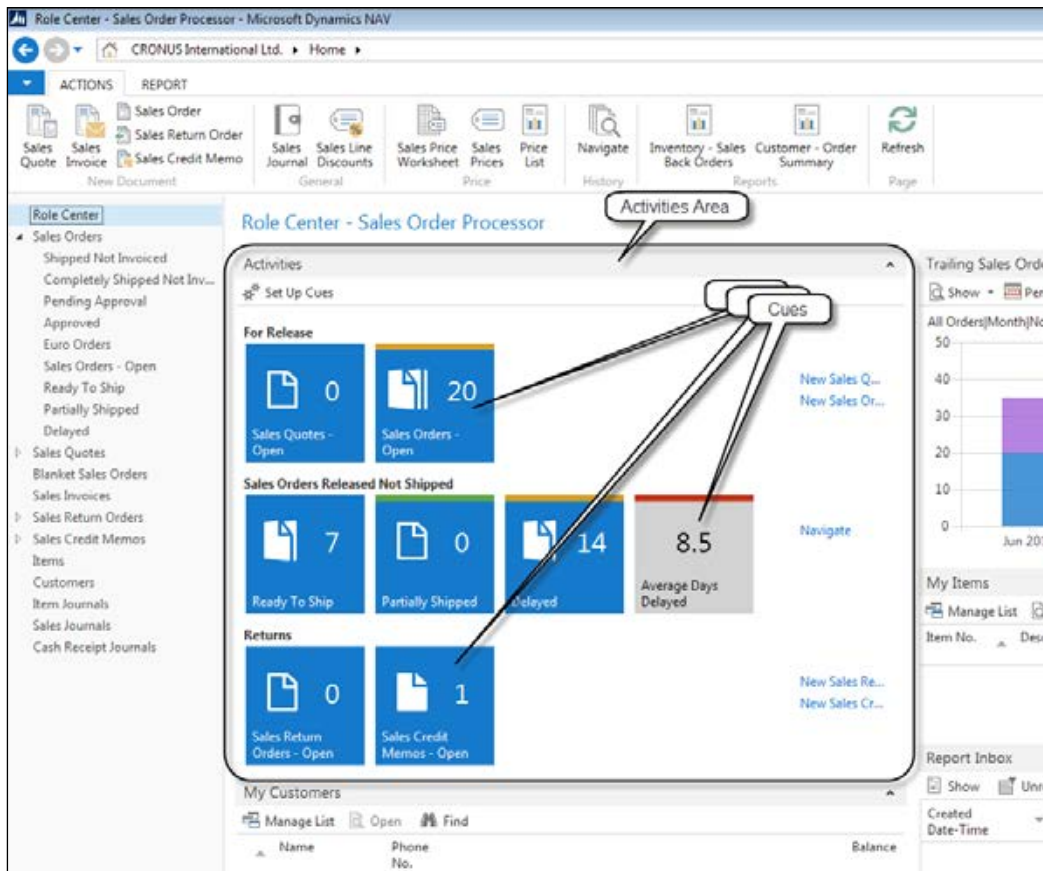 Role Center - Sales Order Processor - Microsoft Dynamics NAV
CRONUS International Ltd. ▸ Home ▸
ACTIONS REPORT
Sales Quote
Sales Invoice
Sales Order
Sales Return Order
Sales Credit Memo
New Document
Sales Journal
Sales Line Discounts
General
Sales Price Worksheet
Sales Prices
Price List
Price
Navigate
History
Inventory - Sales Back Orders
Customer - Order Summary
Reports
Refresh
Page
Role Center
Sales Orders
Shipped Not Invoiced
Completely Shipped Not Inv...
Pending Approval
Approved
Euro Orders
Sales Orders - Open
Ready To Ship
Partially Shipped
Delayed
Sales Quotes
Blanket Sales Orders
Sales Invoices
Sales Return Orders
Sales Credit Memos
Items
Customers
Item Journals
Sales Journals
Cash Receipt Journals
Role Center - Sales Order Processor
Activities Area
Activities
Set Up Cues
Cues
For Release
0
Sales Quotes -
Open
20
Sales Orders -
Open
New Sales Q...
New Sales Or...
Sales Orders Released Not Shipped
7
Ready To Ship
0
Partially Shipped
14
Delayed
8.5
Average Days
Delayed
Navigate
Returns
0
Sales Return
Orders - Open
1
Sales Credit
Memos - Open
New Sales Re...
New Sales Cr...
My Customers
Manage List Open Find
Name Phone No. Balance
Trailing Sales Orde
Show Per
All Orders|Month|No
50
40
30
20
10
0
Jun 201
My Items
Manage List
Item No. Desc
Report Inbox
Show Unre
Created
Date-Time